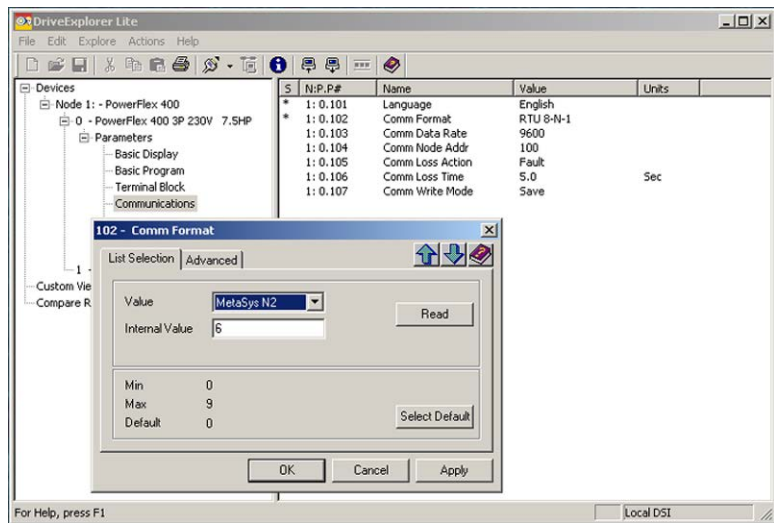 DriveExplorer Lite
File Edit Explore Actions Help
Devices
Node 1: - PowerFlex 400
0 - PowerFlex 400 3P 230V 7.5HP
Parameters
Basic Display
Basic Program
Terminal Block
Communications
1 -
Custom Vie
Compare R
S N:P.P# Name Value Units
* 1: 0.101 Language English
* 1: 0.102 Comm Format RTU 8-N-1
1: 0.103 Comm Data Rate 9600
1: 0.104 Comm Node Addr 100
1: 0.105 Comm Loss Action Fault
1: 0.106 Comm Loss Time 5.0 Sec
1: 0.107 Comm Write Mode Save
102 - Comm Format
List Selection Advanced
Value MetaSys N2
Read
Internal Value 6
Min 0
Max 9
Default 0
Select Default
OK Cancel Apply
For Help, press F1 Local DSI